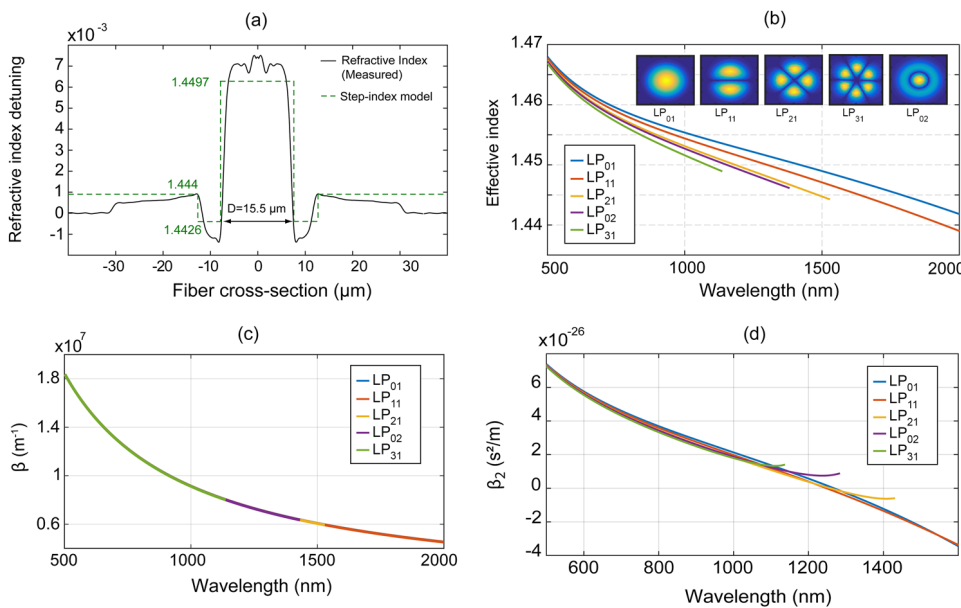 (a)
x10⁻³
7
6
5
4
3
2
1
0
-1
1.4497
1.444
1.4426
D=15.5 µm
Refractive Index
(Measured)
Step-index model
-30
-20
-10
0
10
20
30
Refractive index detuning
Fiber cross-section (µm)
(b)
1.47
1.46
1.45
1.44
LP₀₁
LP₁₁
LP₂₁
LP₃₁
LP₀₂
LP₀₁
LP₁₁
LP₂₁
LP₀₂
LP₃₁
500
1000
1500
2000
Effective index
Wavelength (nm)
(c)
x10⁷
1.8
1.4
1.0
0.6
LP₀₁
LP₁₁
LP₂₁
LP₀₂
LP₃₁
500
1000
1500
2000
β (m⁻¹)
Wavelength (nm)
(d)
x10⁻²⁶
6
4
2
0
-2
-4
LP₀₁
LP₁₁
LP₂₁
LP₀₂
LP₃₁
600
800
1000
1200
1400
β₂ (s²/m)
Wavelength (nm)